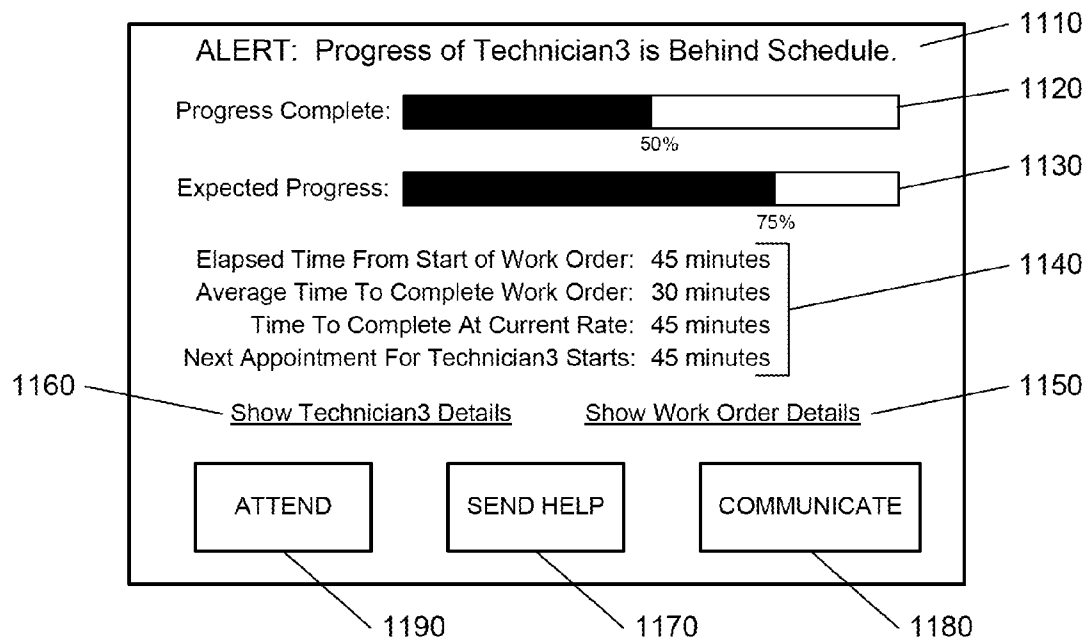 1110
ALERT: Progress of Technician3 is Behind Schedule.
1120
Progress Complete:
50%
1130
Expected Progress:
75%
Elapsed Time From Start of Work Order: 45 minutes
1140
Average Time To Complete Work Order: 30 minutes
Time To Complete At Current Rate: 45 minutes
Next Appointment For Technician3 Starts: 45 minutes
1160
1150
Show Technician3 Details
Show Work Order Details
ATTEND
SEND HELP
COMMUNICATE
1190
1170
1180